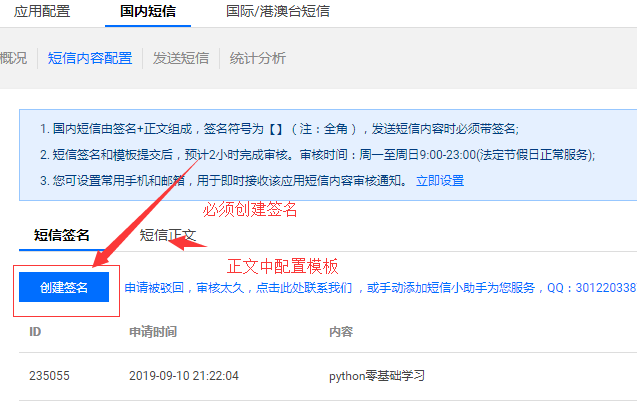 应用配置 国内短信 国际/港澳台短信
概况 短信内容配置 发送短信 统计分析
1. 国内短信由签名+正文组成，签名符号为【】（注：全角），发送短信内容时必须带签名;
2. 短信签名和模板提交后，预计2小时完成审核。审核时间：周一至周日9:00-23:00(法定节假日正常服务);
3. 您可设置常用手机和邮箱，用于即时接收该应用短信内容审核通知。 立即设置
必须创建签名
短信签名 短信正文
正文中配置模板
创建签名 申请被驳回，审核太久，点击此处联系我们 ，或手动添加短信小助手为您服务，QQ：301220338
ID 申请时间 内容
235055 2019-09-10 21:22:04 python零基础学习